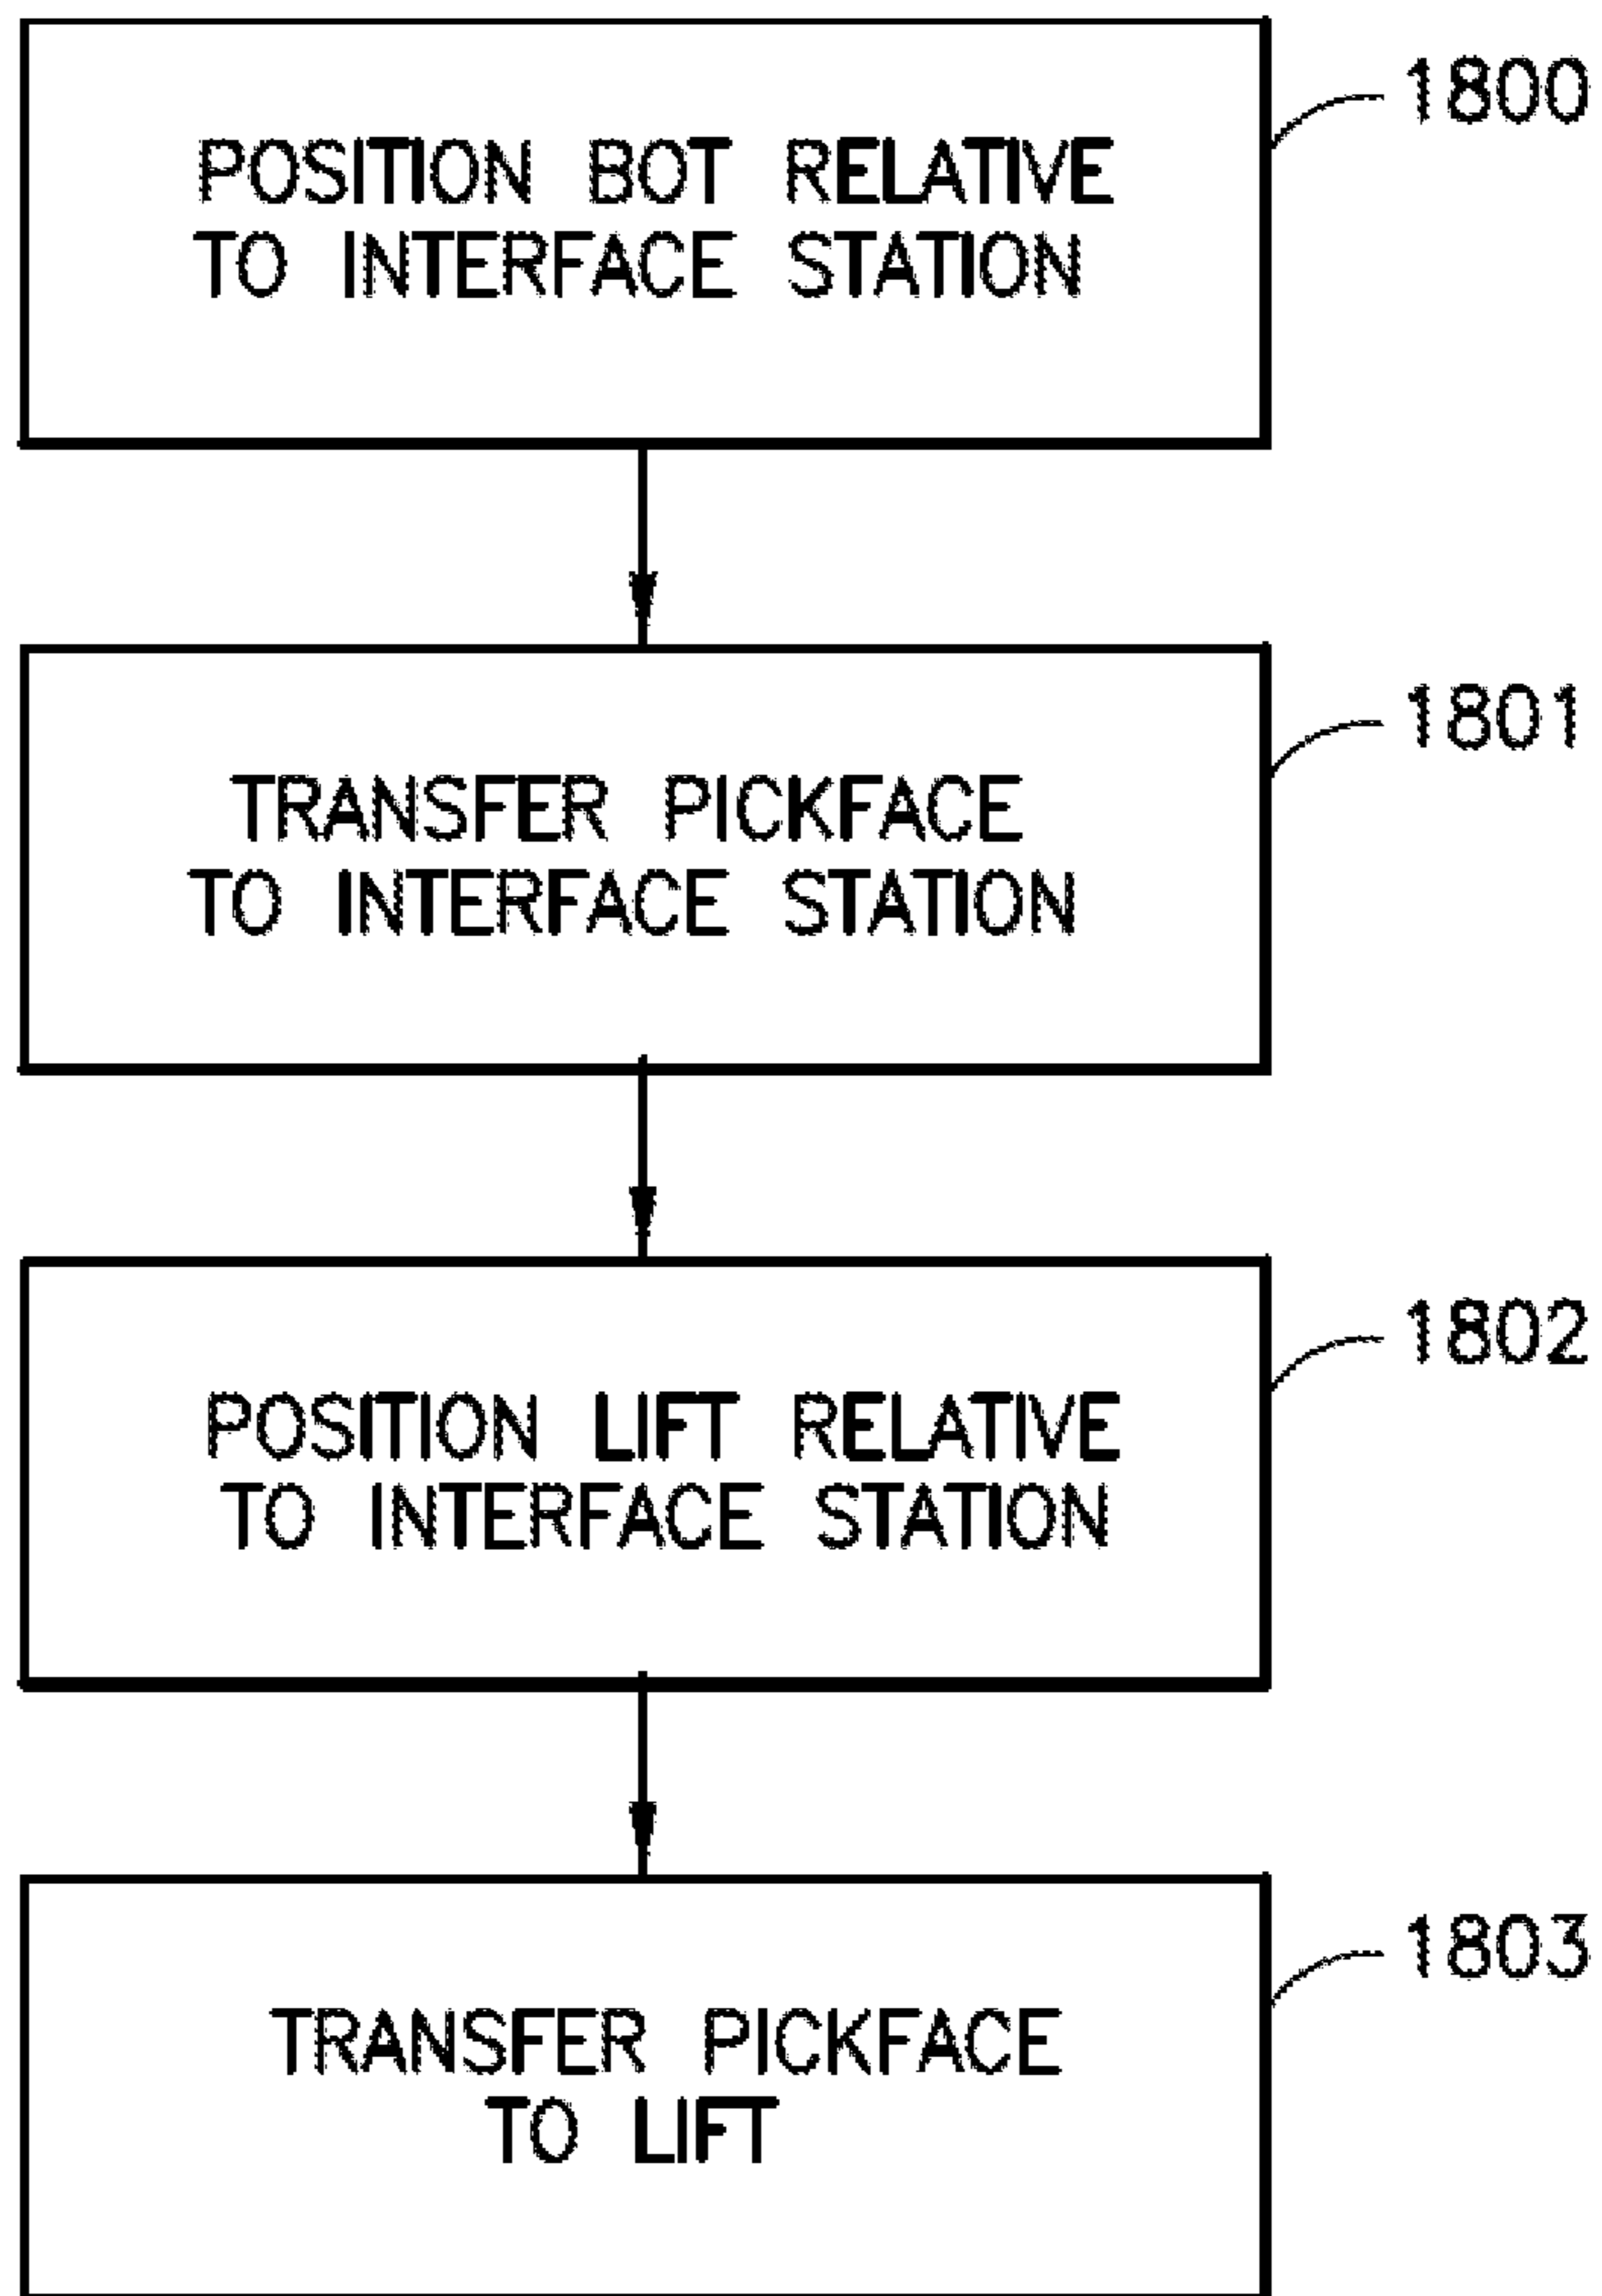 1800
POSITION BOT RELATIVE
TO INTERFACE STATION
1801
TRANSFER PICKFACE
TO INTERFACE STATION
1802
POSITION LIFT RELATIVE
TO INTERFACE STATION
1803
TRANSFER PICKFACE
TO LIFT